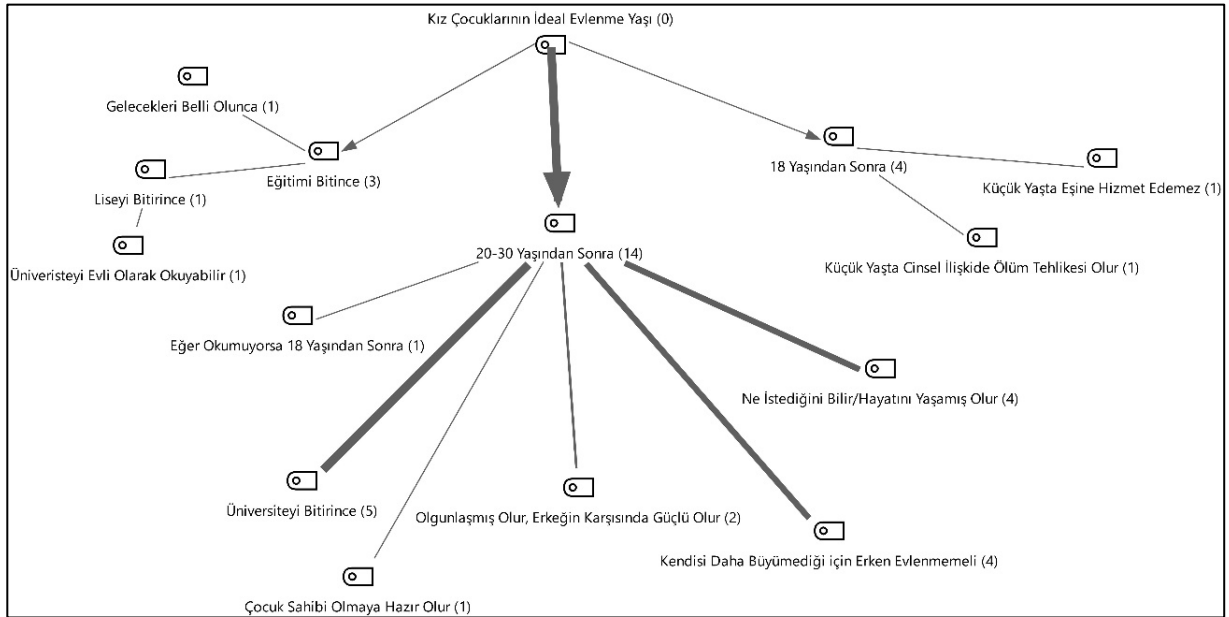 Kız Çocuklarının İdeal Evlenme Yaşı (0)
Gelecekleri Belli Olunca (1)
Eğitimi Bitince (3)
18 Yaşından Sonra (4)
Küçük Yaşta Eşine Hizmet Edemez (1)
Liseyi Bitirince (1)
20-30 Yaşından Sonra (14)
Üniveristeyi Evli Olarak Okuyabilir (1)
Küçük Yaşta Cinsel İlişkide Ölüm Tehlikesi Olur (1)
Eğer Okumuyorsa 18 Yaşından Sonra (1)
Ne İstediğini Bilir/Hayatını Yaşamış Olur (4)
Üniversiteyi Bitirince (5)
Olgunlaşmış Olur, Erkeğin Karşısında Güçlü Olur (2)
Kendisi Daha Büyümediği için Erken Evlenmemeli (4)
Çocuk Sahibi Olmaya Hazır Olur (1)